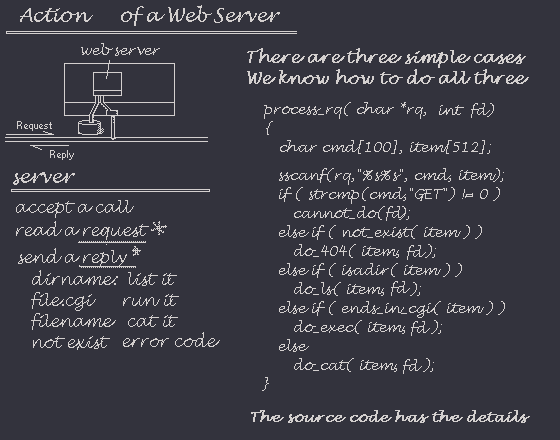 Action of a Web Server
web server
Request
Reply
server
accept a call
read a request *
send a reply *
dirname: list it
file.cgi run it
filename cat it
not exist error code
There are three simple cases
We know how to do all three
process_rq( char *rq, int fd)
{
char cmd[100], item[512];
sscanf(rq,"%s%s", cmd, item);
if ( strcmp(cmd,"GET") != 0 )
cannot_do(fd);
else if ( not_exist( item ) )
do_404( item, fd);
else if ( isadir( item ) )
do_ls( item, fd );
else if ( ends_in_cgi( item ) )
do_exec( item, fd );
else
do_cat( item, fd );
}
The source code has the details